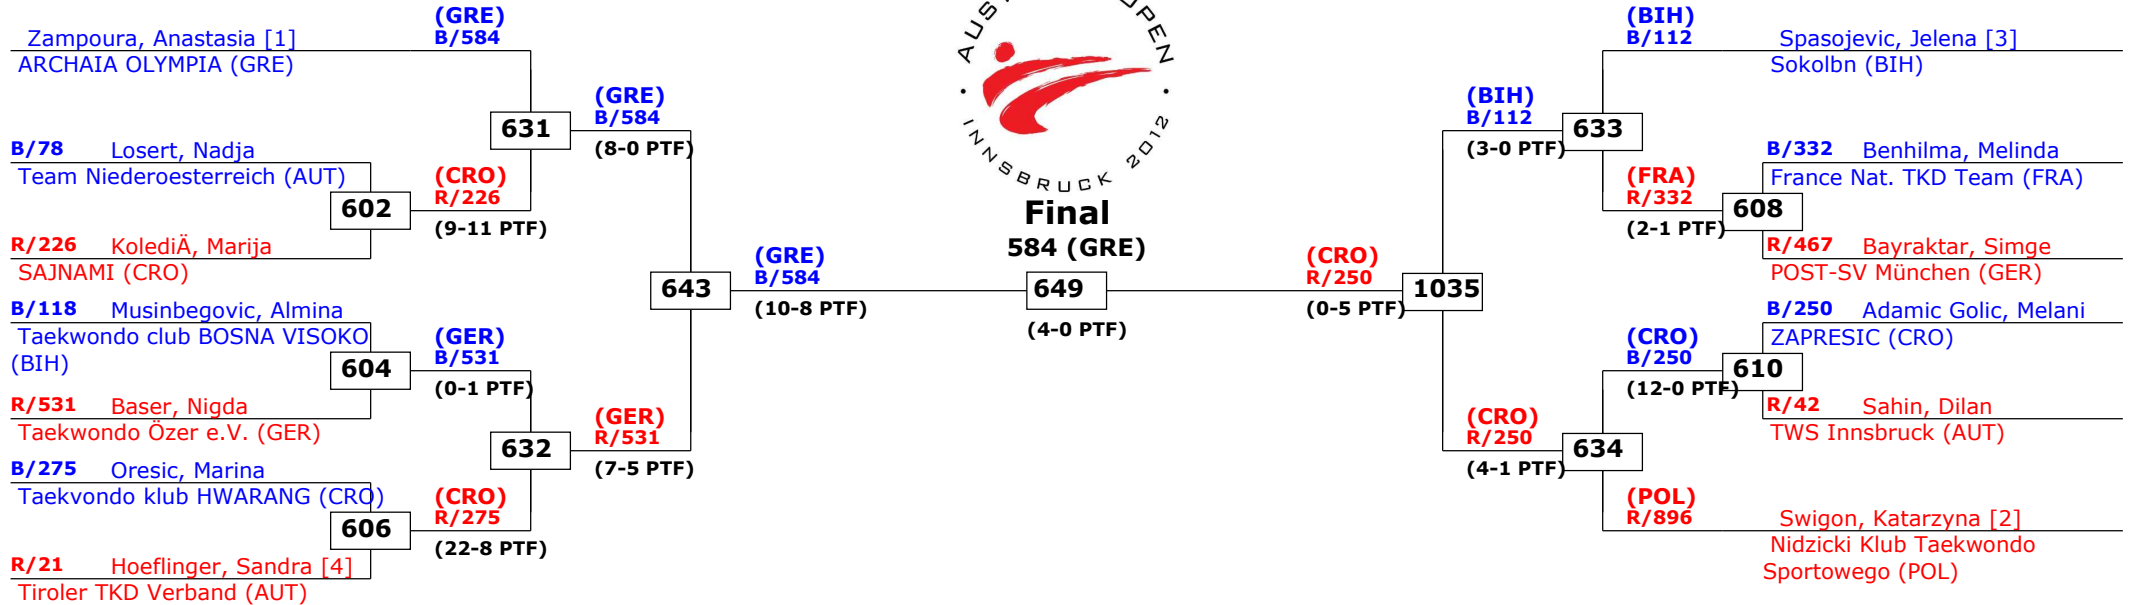 (GRE)
B/584
Zampoura, Anastasia [1]
ARCHAIA OLYMPIA (GRE)
631
(GRE)
B/584
(8-0 PTF)
B/78 Losert, Nadja
Team Niederoesterreich (AUT)
602
(CRO)
R/226
(9-11 PTF)
R/226 KolediÄ, Marija
SAJNAMI (CRO)
643
(GRE)
B/584
(10-8 PTF)
B/118 Musinbegovic, Almina
Taekwondo club BOSNA VISOKO
(BIH)
604
(GER)
B/531
(0-1 PTF)
R/531 Baser, Nigda
Taekwondo Özer e.V. (GER)
632
(GER)
R/531
(7-5 PTF)
B/275 Oresic, Marina
Taekvondo klub HWARANG (CRO)
606
(CRO)
R/275
(22-8 PTF)
R/21 Hoeflinger, Sandra [4]
Tiroler TKD Verband (AUT)
INNSBRUCK 2012
Final
584 (GRE)
649
(4-0 PTF)
(CRO)
R/250
(0-5 PTF)
1035
(BIH)
B/112
(3-0 PTF)
633
(BIH)
B/112
Spasojevic, Jelena [3]
Sokolbn (BIH)
(FRA)
R/332
(2-1 PTF)
608
B/332 Benhilma, Melinda
France Nat. TKD Team (FRA)
R/467 Bayraktar, Simge
POST-SV München (GER)
(CRO)
R/250
(4-1 PTF)
634
(CRO)
B/250
(12-0 PTF)
610
B/250 Adamic Golic, Melani
ZAPRESIC (CRO)
R/42 Sahin, Dilan
TWS Innsbruck (AUT)
(POL)
R/896
Swigon, Katarzyna [2]
Nidzicki Klub Taekwondo
Sportowego (POL)